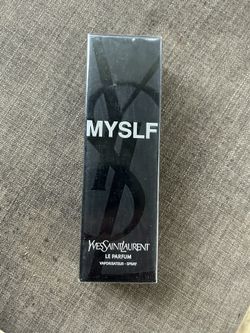 MYSLF
YVESSAINTLAURENT
LE PARFUM
VAPORISATEUR - SPRAY